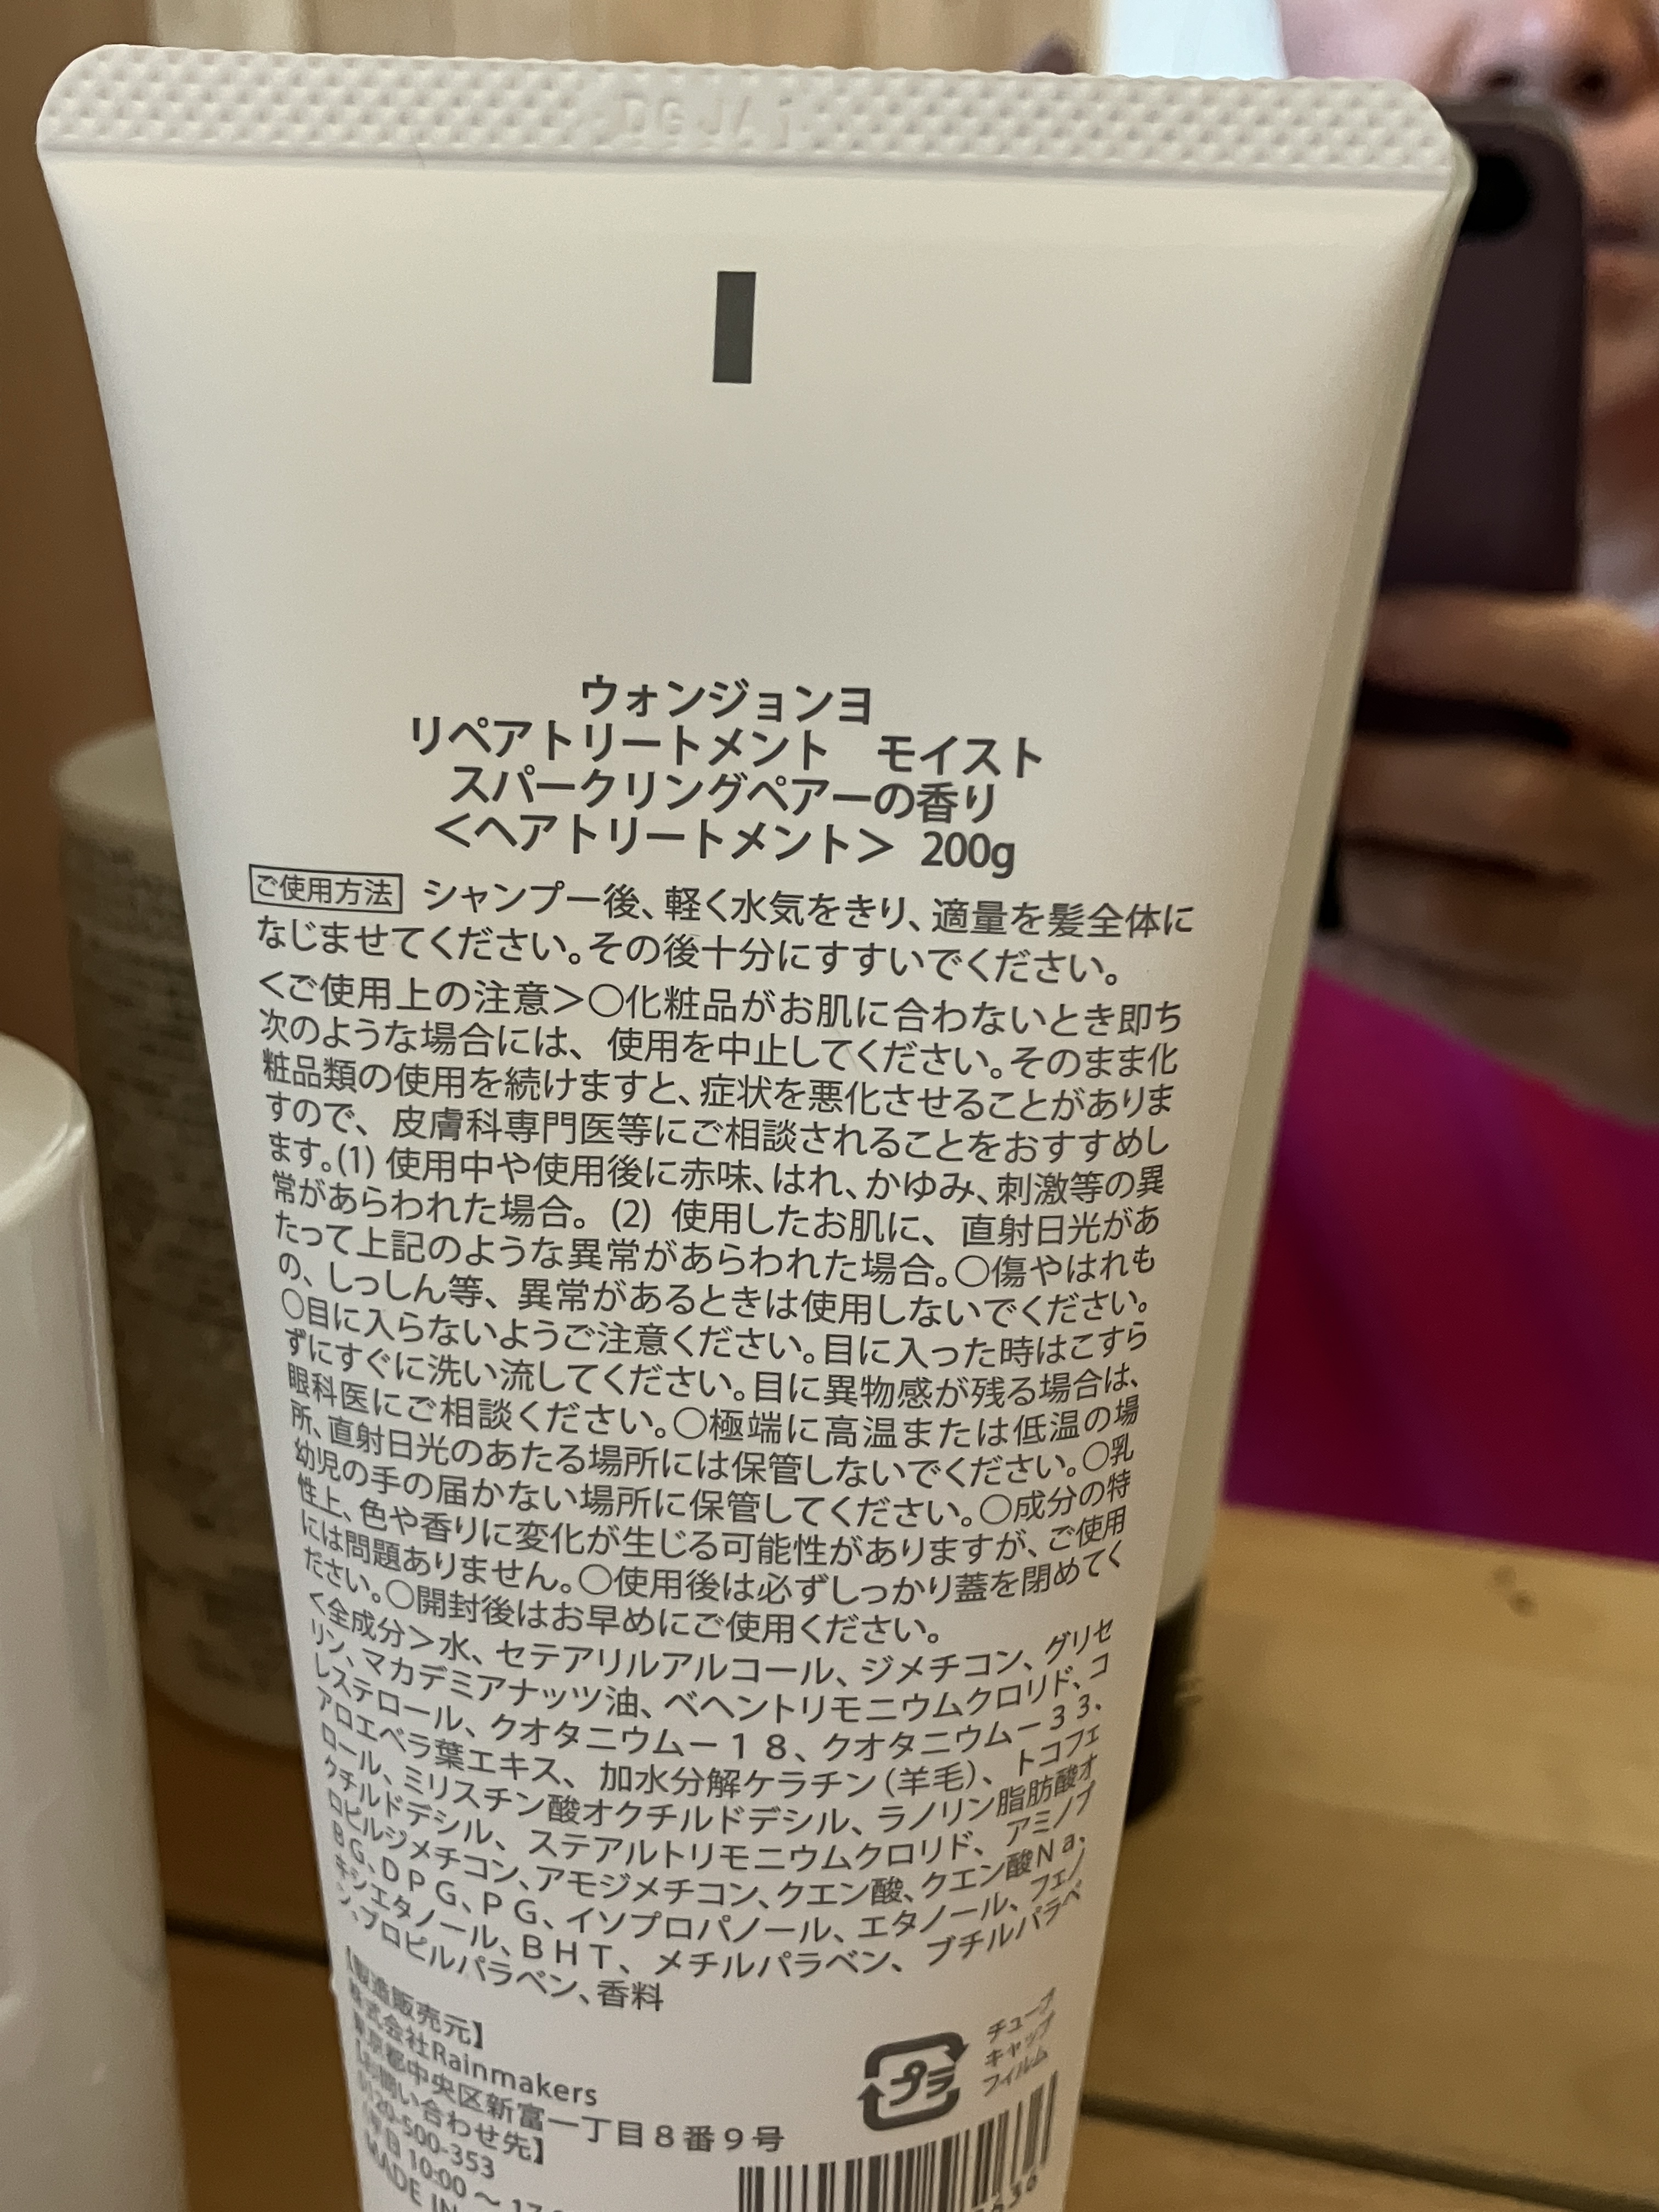 DGJA1
ウォンジョンヨ
リペアトリートメント　モイスト
スパークリングペアーの香り
＜ヘアトリートメント＞ 200g
ご使用方法 シャンプー後、軽く水気をきり、適量を髪全体に
なじませてください。その後十分にすすいでください。
＜ご使用上の注意＞○化粧品がお肌に合わないとき即ち
次のような場合には、使用を中止してください。そのまま化
粧品類の使用を続けますと、症状を悪化させることがありま
すので、皮膚科専門医等にご相談されることをおすすめし
ます。(1) 使用中や使用後に赤味、はれ、かゆみ、刺激等の異
常があらわれた場合。(2) 使用したお肌に、直射日光があ
たって上記のような異常があらわれた場合。○傷やはれも
の、しっしん等、異常があるときは使用しないでください。
○目に入らないようご注意ください。目に入った時はこすら
ずにすぐに洗い流してください。目に異物感が残る場合は、
眼科医にご相談ください。○極端に高温または低温の場
所、直射日光のあたる場所には保管しないでください。○乳
幼児の手の届かない場所に保管してください。○成分の特
性上、色や香りに変化が生じる可能性がありますが、ご使用
には問題ありません。○使用後は必ずしっかり蓋を閉めてく
ださい。○開封後はお早めにご使用ください。
＜全成分＞水、セテアリルアルコール、ジメチコン、グリセ
リン、マカデミアナッツ油、ベヘントリモニウムクロリド、コ
レステロール、クオタニウムー１８、クオタニウムー３３、
アロエベラ葉エキス、加水分解ケラチン（羊毛）、トコフェ
ロール、ミリスチン酸オクチルドデシル、ラノリン脂肪酸オ
クチルドデシル、ステアルトリモニウムクロリド、アミノプ
ロピルジメチコン、アモジメチコン、クエン酸、クエン酸Ｎａ、
ＢＧ、ＤＰＧ、ＰＧ、イソプロパノール、エタノール、フェノ
キシエタノール、ＢＨＴ、メチルパラベン、ブチルパラベ
ン、プロピルパラベン、香料
【製造販売元】
株式会社Rainmakers
東京都中央区新富一丁目８番９号
【お問い合わせ先】
0120-500-353
（平日 10:00 ～ 17:
MADE IN
プラ
チューブ
キャップ
フィルム